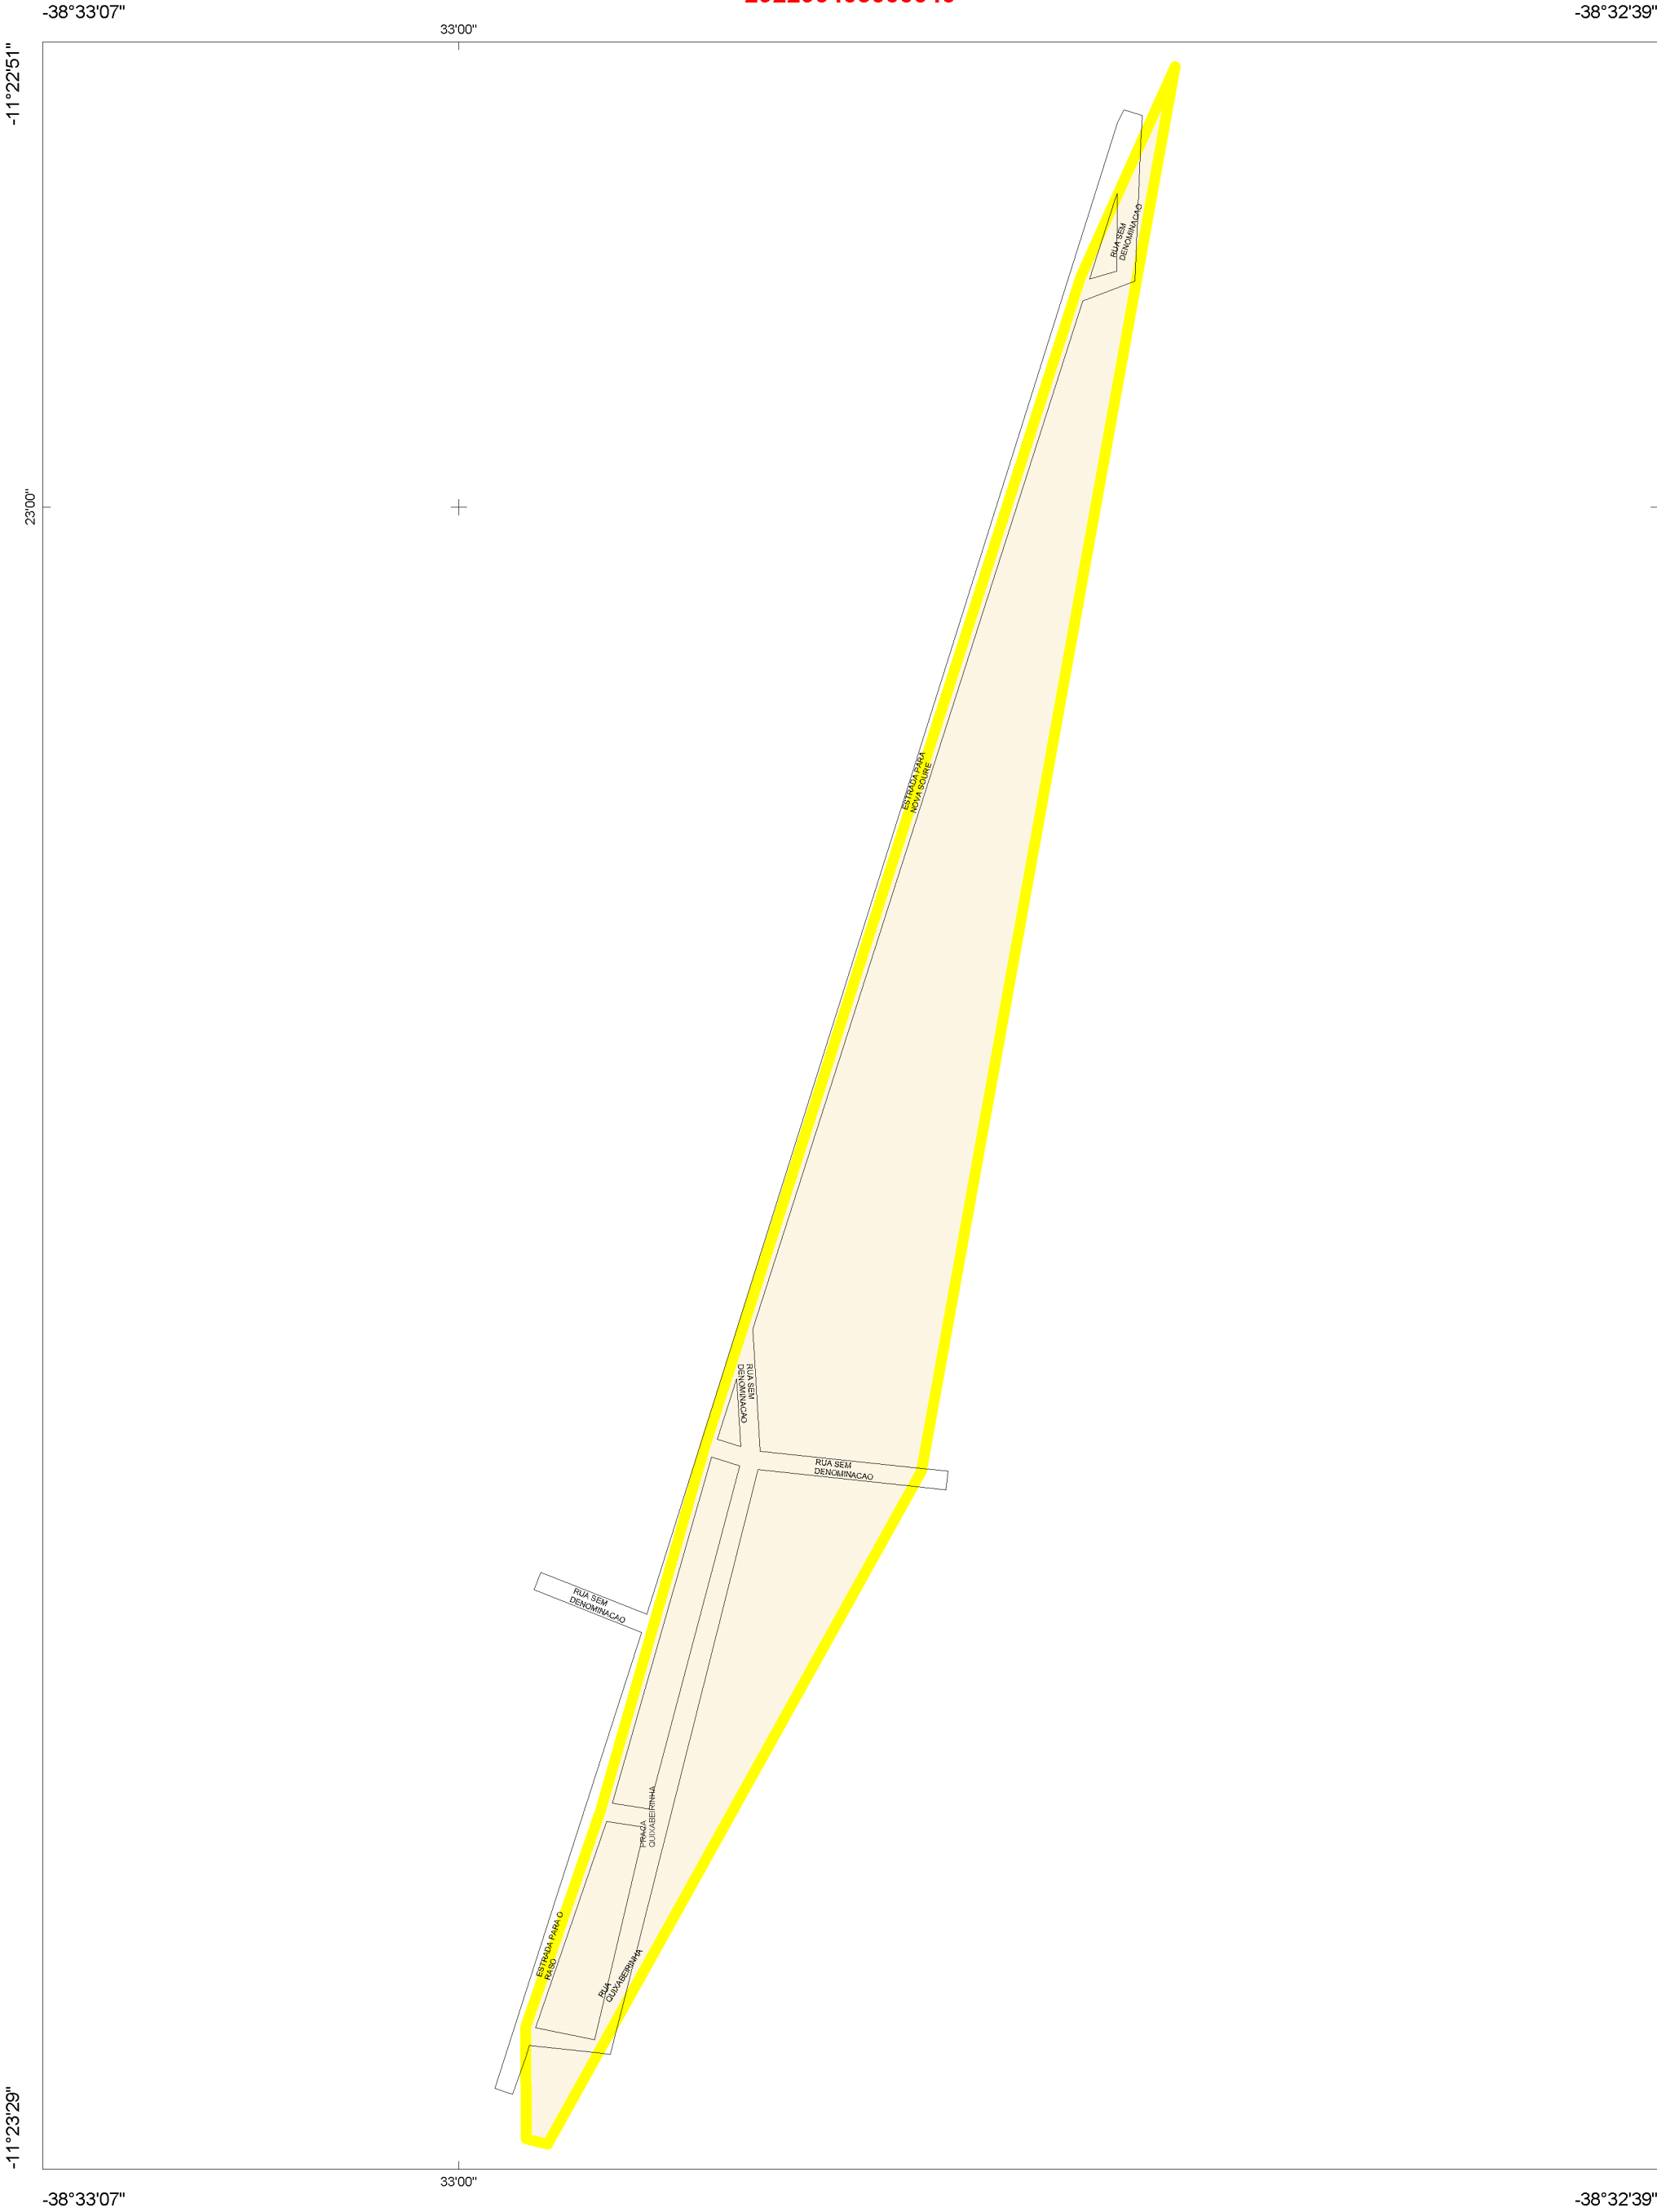 -38°33'07"
-38°32'39"
33'00"
-11°22'51"
RUA SEM
DENOMINACAO
23'00"
ESTRADA PARA
NOVA SOURE
RUA SEM
DENOMINACAO
RUA SEM
DENOMINACAO
RUA SEM
DENOMINACAO
PRACA
QUIXABEIRINHA
ESTRADA PARA O
RASO
RUA
QUIXABEIRINHA
-11°23'29"
33'00"
-38°33'07"
-38°32'39"